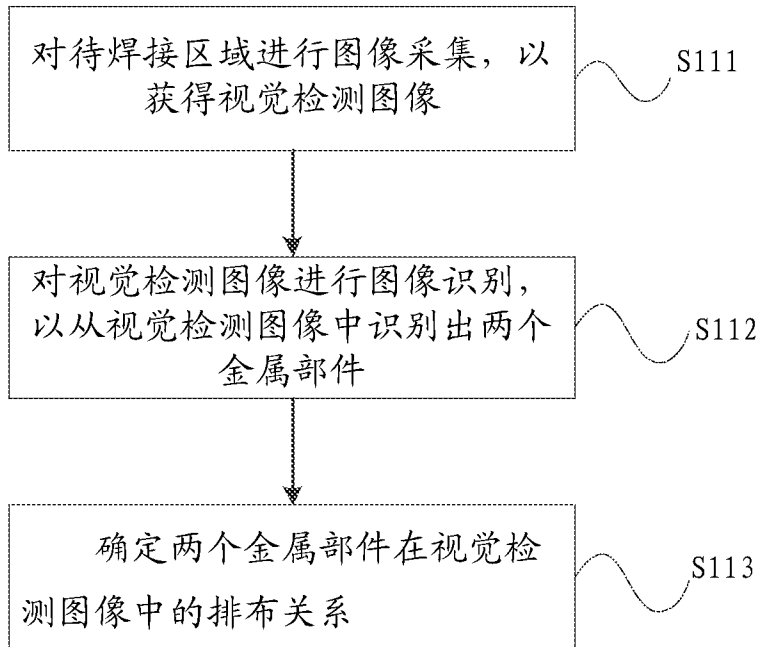 对待焊接区域进行图像采集，以
获得视觉检测图像
S111
对视觉检测图像进行图像识别，
以从视觉检测图像中识别出两个
金属部件
S112
确定两个金属部件在视觉检
测图像中的排布关系
S113